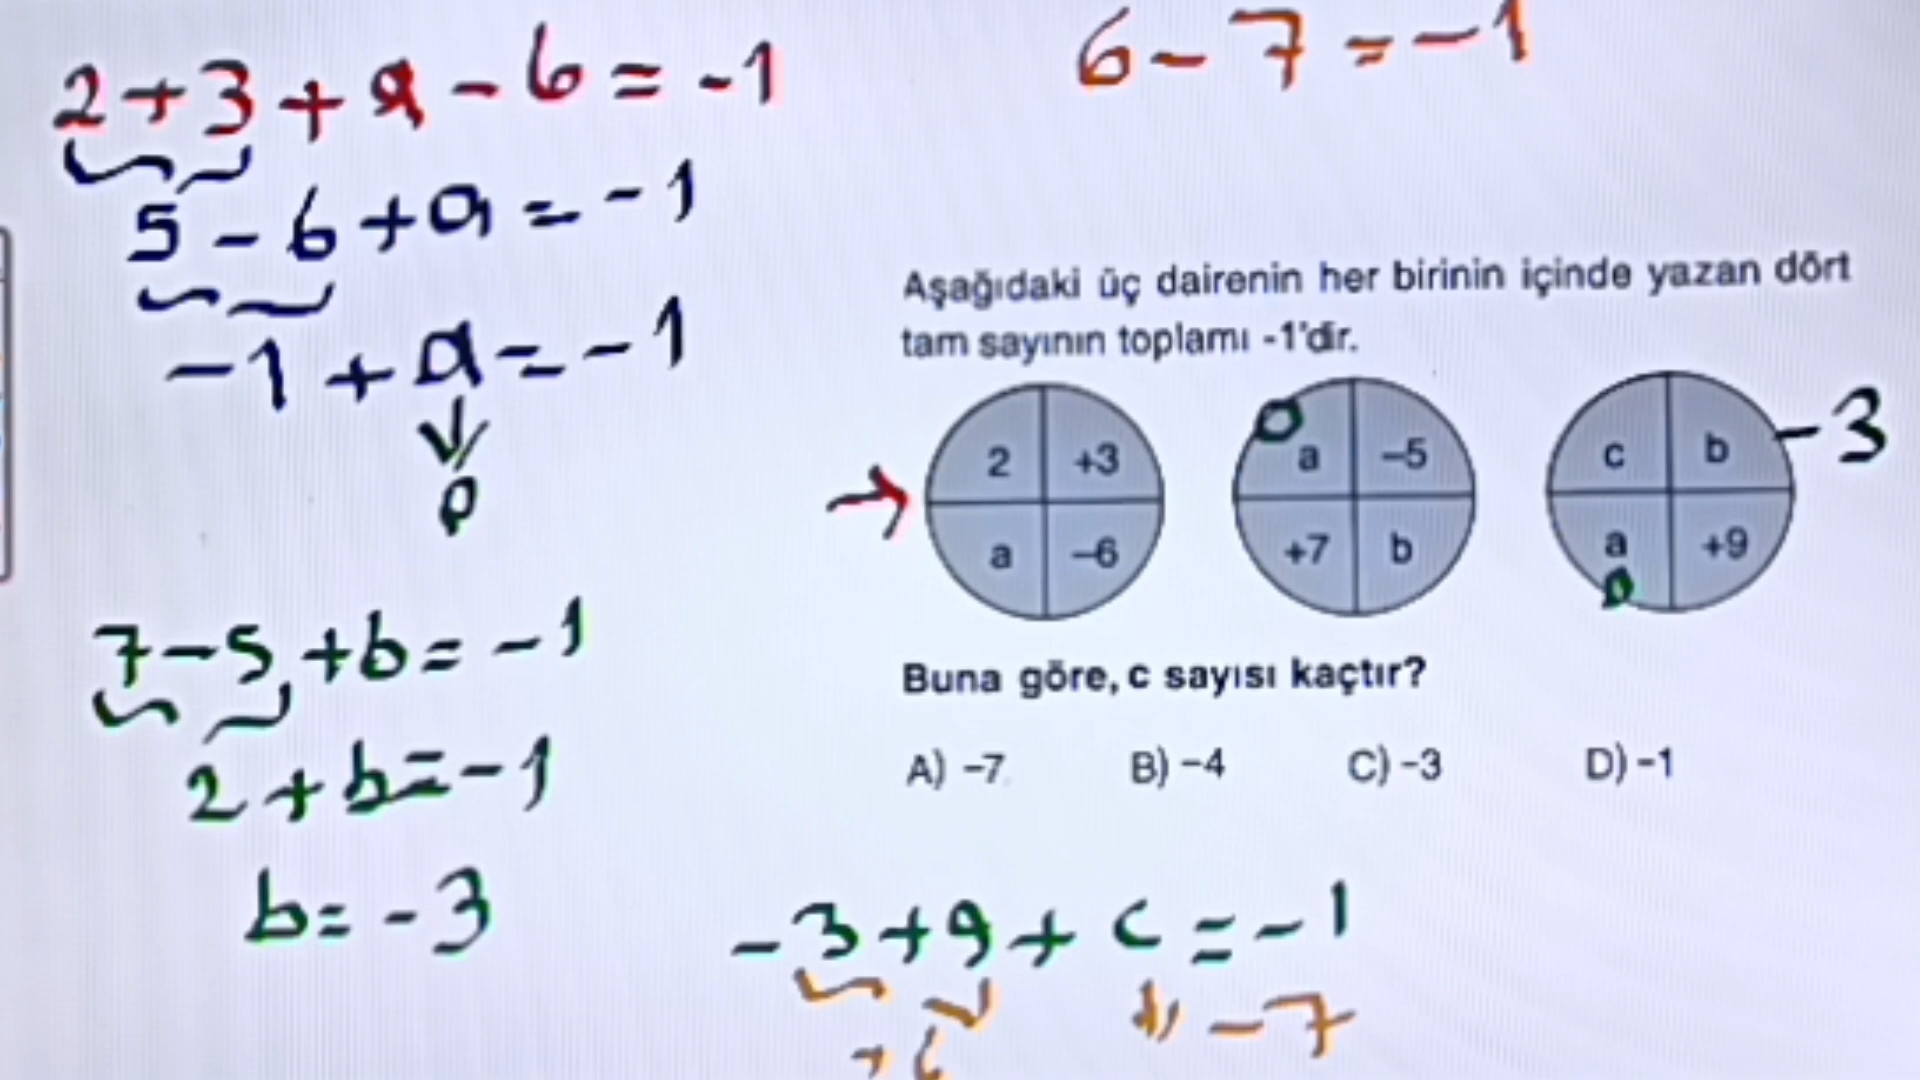 2+3+a-6=-1
5-6+a=-1
-1+a=-1
0
7-5+b=-1
2+b=-1
b=-3
6-7=-1
Aşağıdaki üç dairenin her birinin içinde yazan dört
tam sayının toplamı -1'dir.
2 +3
a -6
0
a -5
+7 b
c b -3
a +9
0
Buna göre, c sayısı kaçtır?
A) -7 B) -4 C) -3 D) -1
-3+9+c=-1
+6 -7